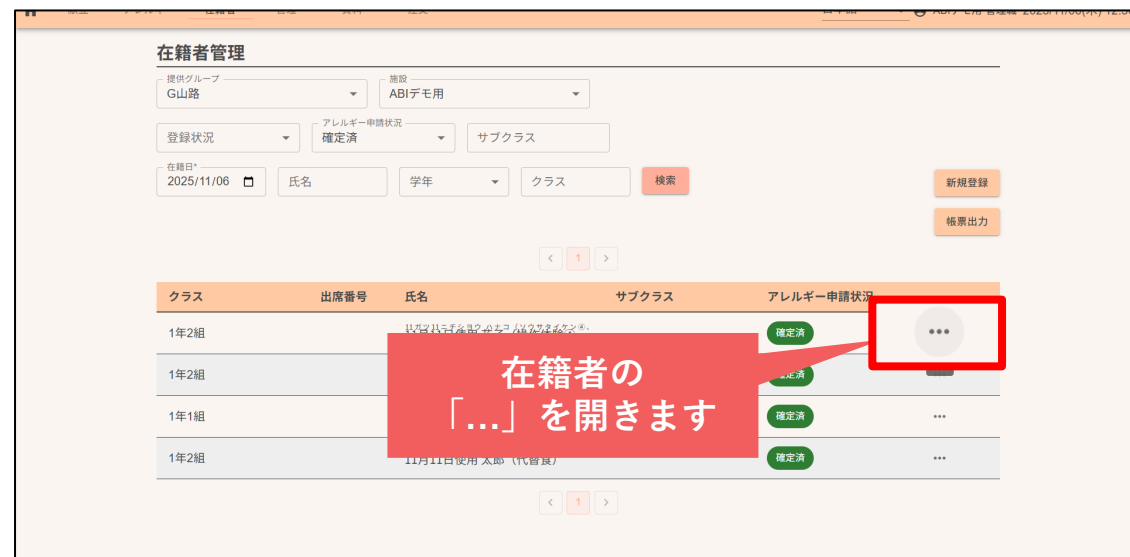 在籍者管理
提供グループ
G山路
施設
ABIデモ用
登録状況
アレルギー申請状況
確定済
サブクラス
在籍日*
2025/11/06
氏名
学年
クラス
検索
新規登録
帳票出力
< 1 >
クラス 出席番号 氏名 サブクラス アレルギー申請状況
1年2組 確定済 •••
1年2組
1年1組 確定済 •••
1年2組 11月11日使用 太郎（代替食） 確定済 •••
在籍者の
「…」を開きます
< 1 >